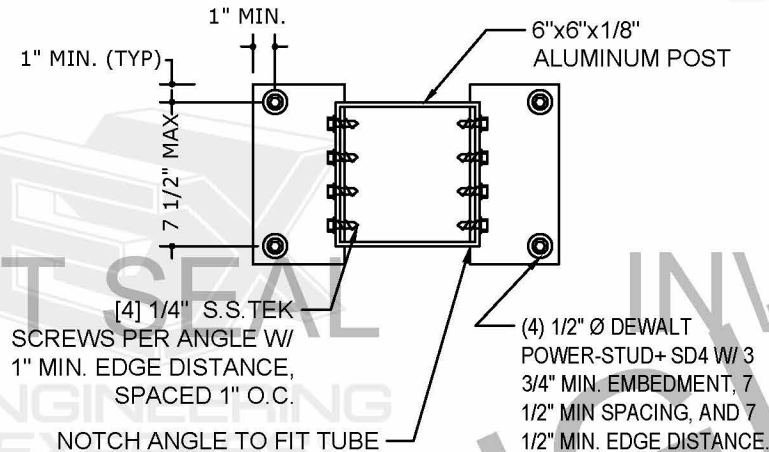 1" MIN.
1" MIN. (TYP)
6"x6"x1/8"
ALUMINUM POST
7 1/2" MAX
[4] 1/4" S.S.TEK
SCREWS PER ANGLE W/
1" MIN. EDGE DISTANCE,
SPACED 1" O.C.
NOTCH ANGLE TO FIT TUBE
(4) 1/2" Ø DEWALT
POWER-STUD+ SD4 W/ 3
3/4" MIN. EMBEDMENT, 7
1/2" MIN SPACING, AND 7
1/2" MIN. EDGE DISTANCE.
T SEAL
INV
NGINEERING